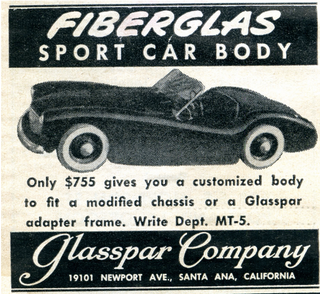 FIBERGLAS
SPORT CAR BODY
Only $755 gives you a customized body
to fit a modified chassis or a Glasspar
adapter frame. Write Dept. MT-5.
Glasspar Company
19101 NEWPORT AVE., SANTA ANA, CALIFORNIA